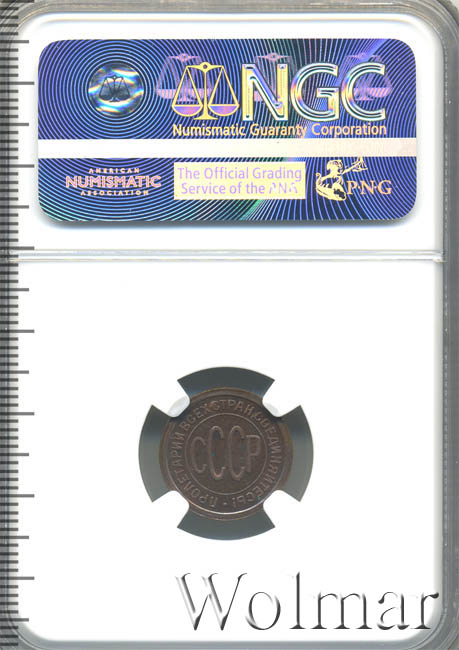 NGC
Numismatic Guaranty Corporation
AMERICAN
NUMISMATIC
ASSOCIATION
The Official Grading
Service of the PNG
PNG
ПРОЛЕТАРИИ ВСЕХ СТРАН, СОЕДИНЯЙТЕСЬ!
СССР
Wolmar